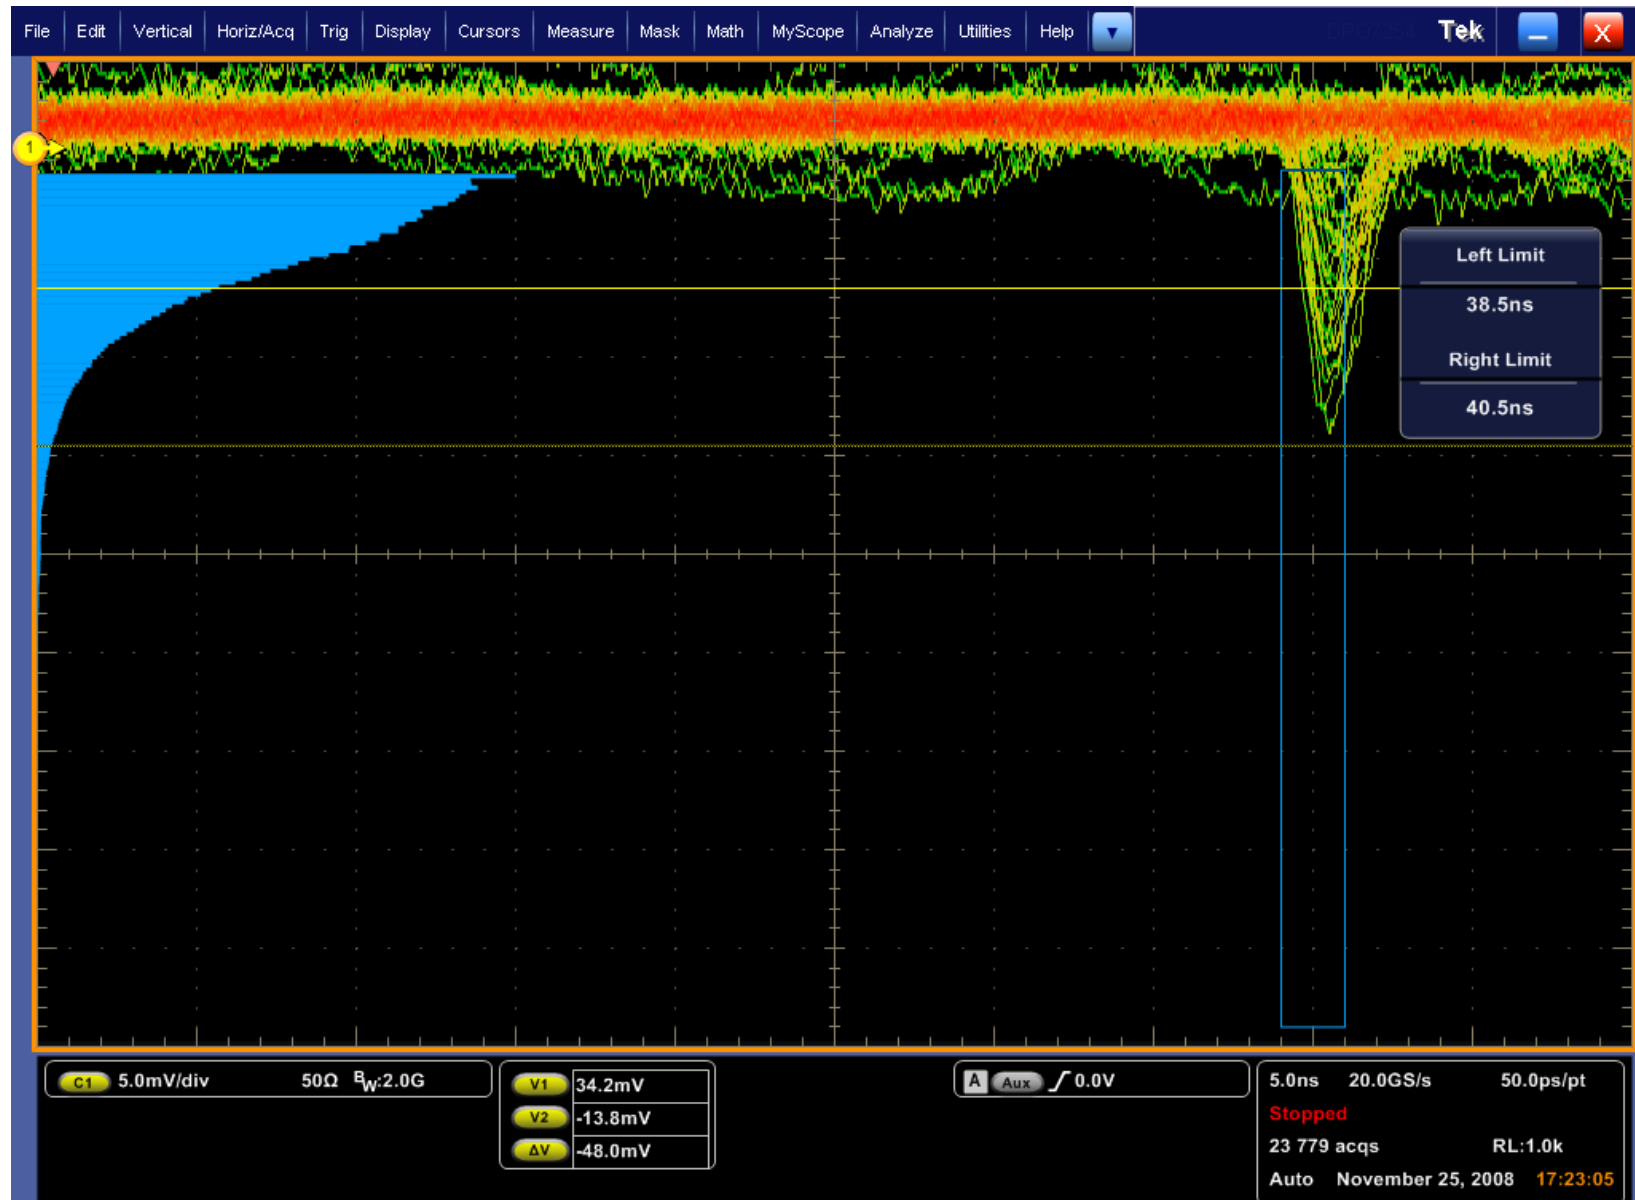 File Edit Vertical Horiz/Acq Trig Display Cursors Measure Mask Math MyScope Analyze Utilities Help Tek X
1
Left Limit
38.5ns
Right Limit
40.5ns
C1 5.0mV/div 50Ω BW:2.0G
V1 34.2mV
V2 -13.8mV
ΔV -48.0mV
A Aux 0.0V
5.0ns 20.0GS/s 50.0ps/pt
Stopped
23 779 acqs RL:1.0k
Auto November 25, 2008 17:23:05